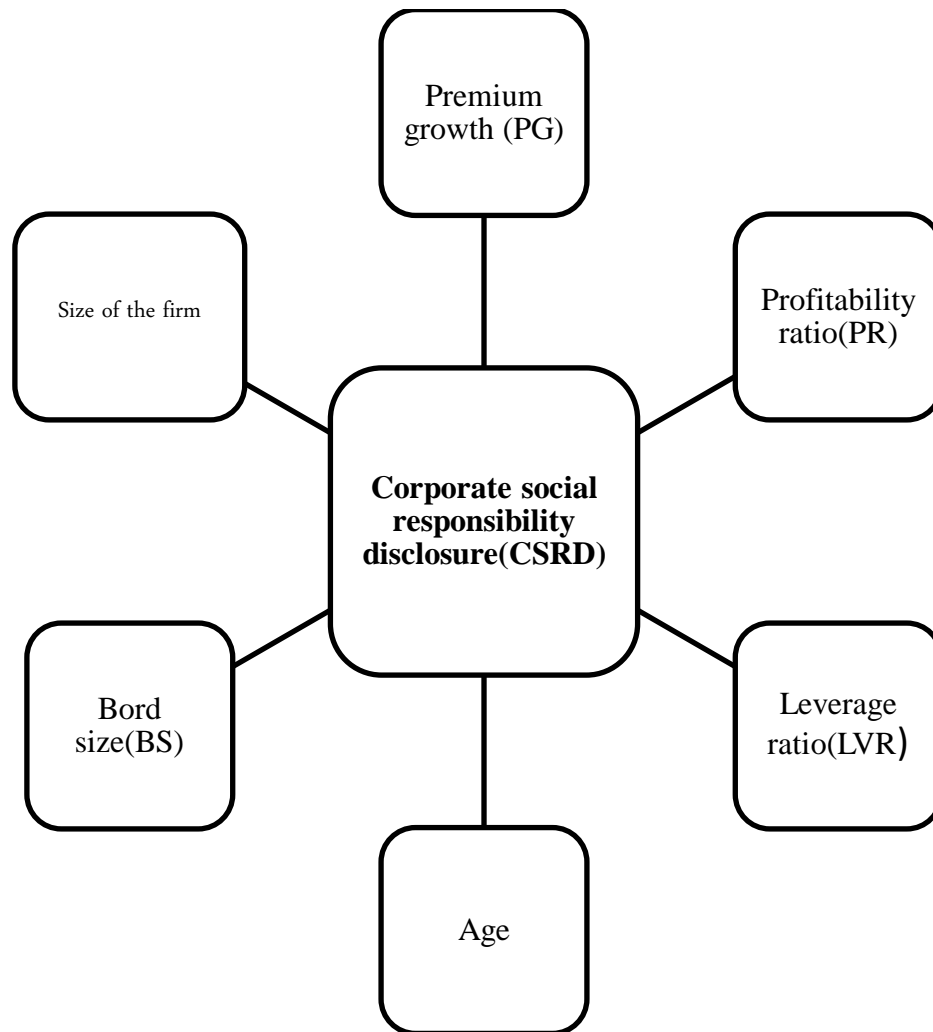 Premium
growth (PG)
Size of the firm
Profitability
ratio(PR)
Corporate social
responsibility
disclosure(CSRD)
Bord
size(BS)
Leverage
ratio(LVR)
Age